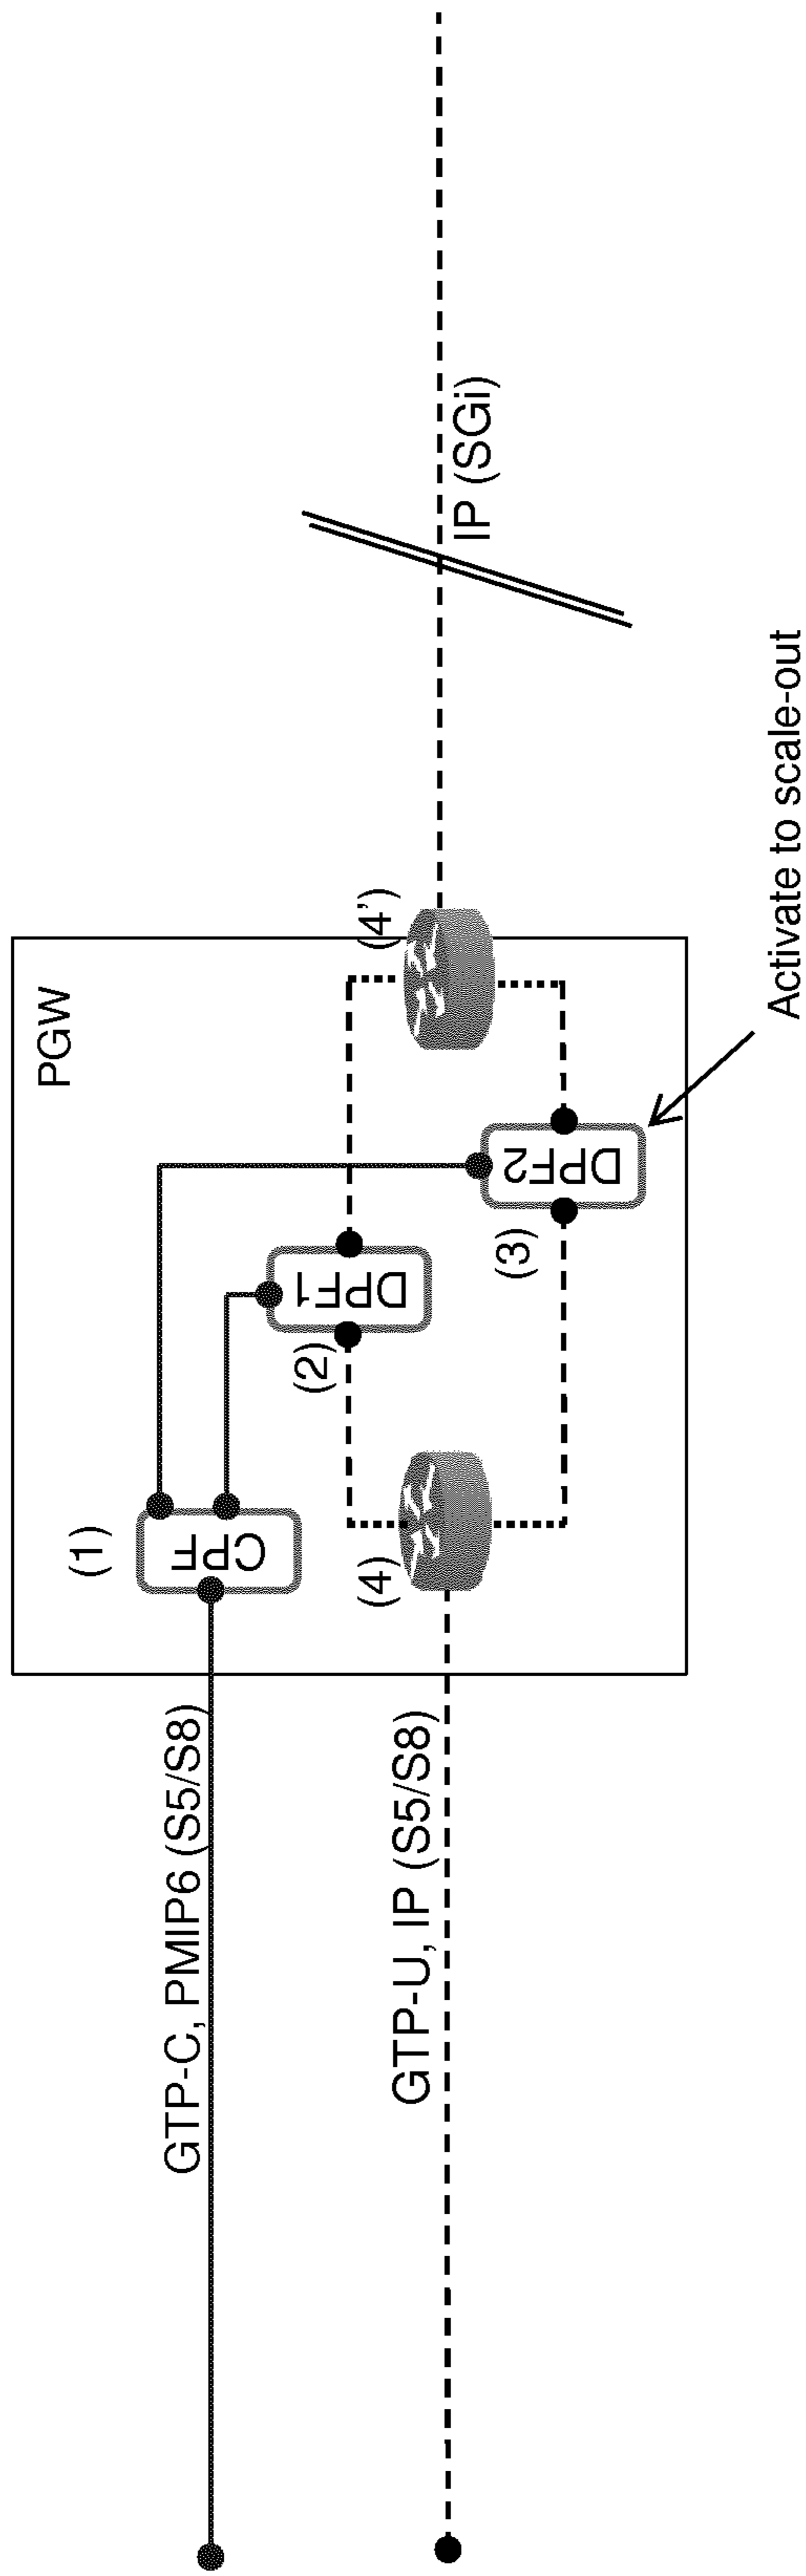 PGW
(1)
CPF
GTP-C, PMIP6 (S5/S8)
(2)
DPF1
(4)
(4')
GTP-U, IP (S5/S8)
IP (SGi)
(3)
DPF2
Activate to scale-out